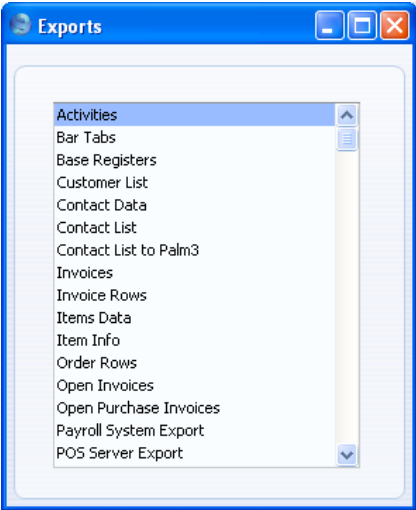 Exports
Activities
Bar Tabs
Base Registers
Customer List
Contact Data
Contact List
Contact List to Palm3
Invoices
Invoice Rows
Items Data
Item Info
Order Rows
Open Invoices
Open Purchase Invoices
Payroll System Export
POS Server Export